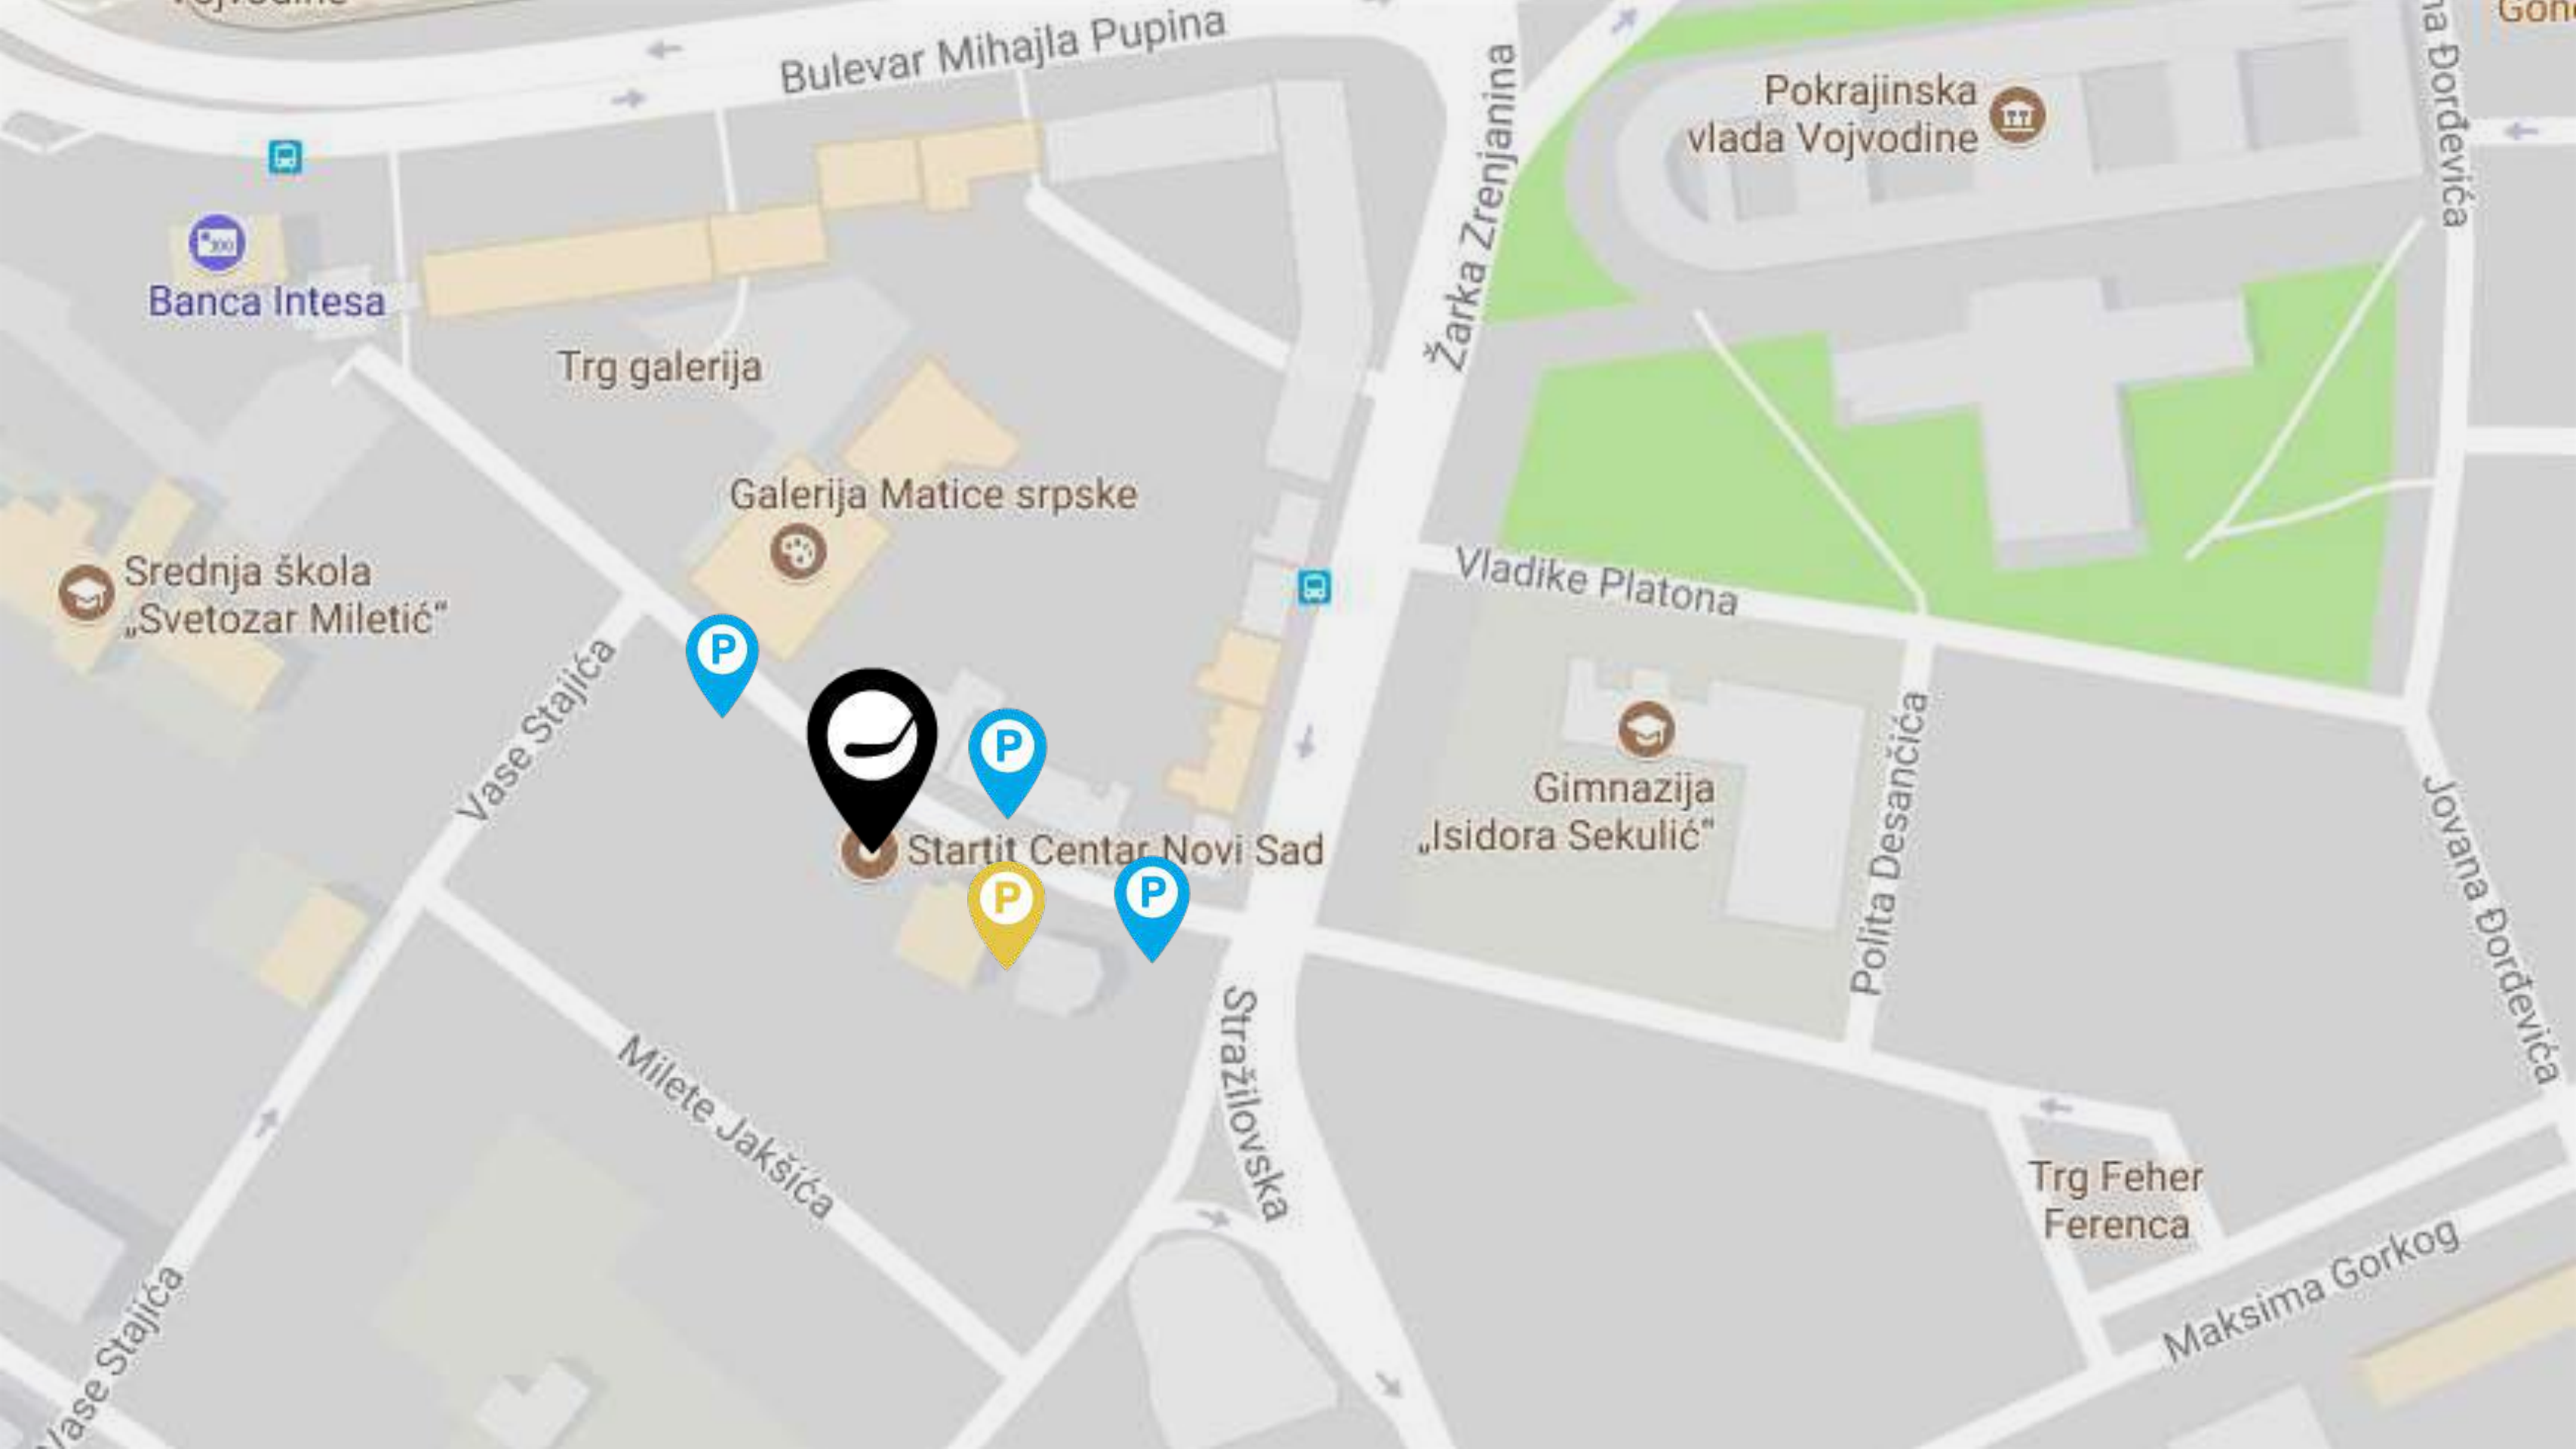 Bulevar Mihajla Pupina
Žarka Zrenjanina
Pokrajinska
vlada Vojvodine
Đorđevića
Banca Intesa
Trg galerija
Galerija Matice srpske
Srednja škola
„Svetozar Miletić“
Vladike Platona
Vase Stajića
P
P
Startit Centar Novi Sad
P
P
Gimnazija
„Isidora Sekulić“
Polita Desančića
Jovana Đorđevića
Stražilovska
Milete Jakšića
Trg Feher
Ferenca
Maksima Gorkog
Vase Stajića